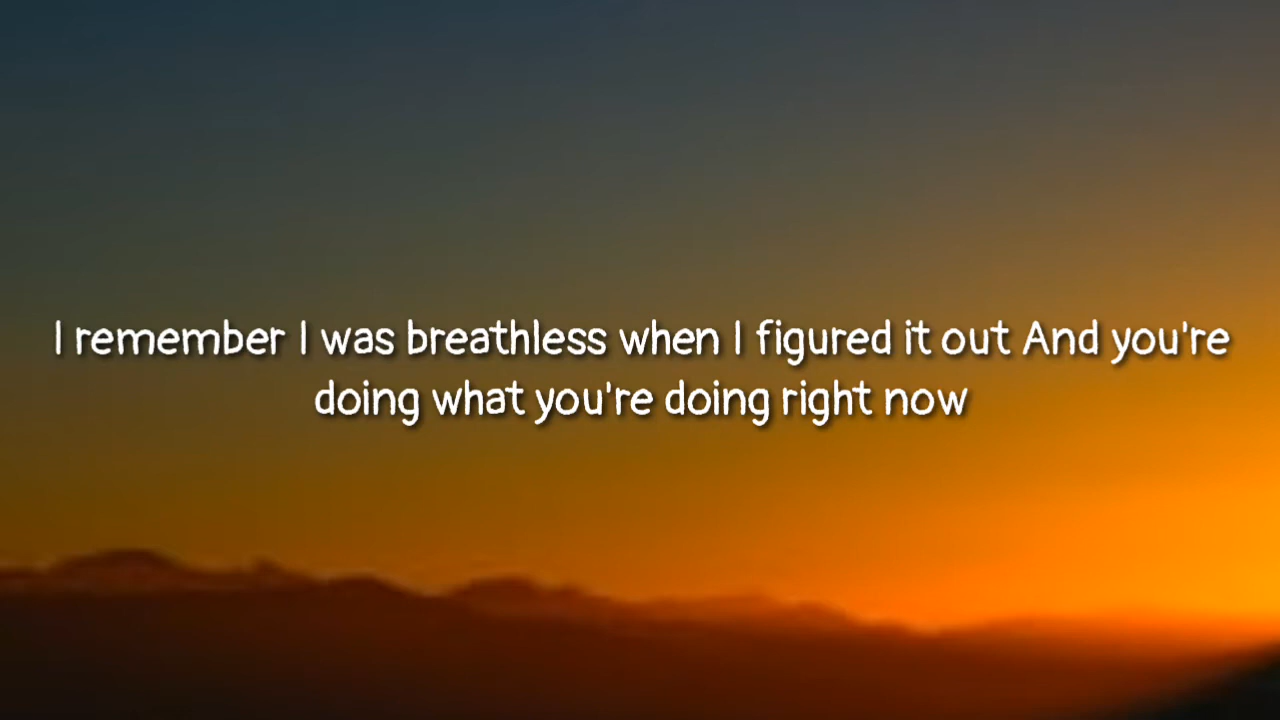 I remember I was breathless when I figured it out And you're
doing what you're doing right now